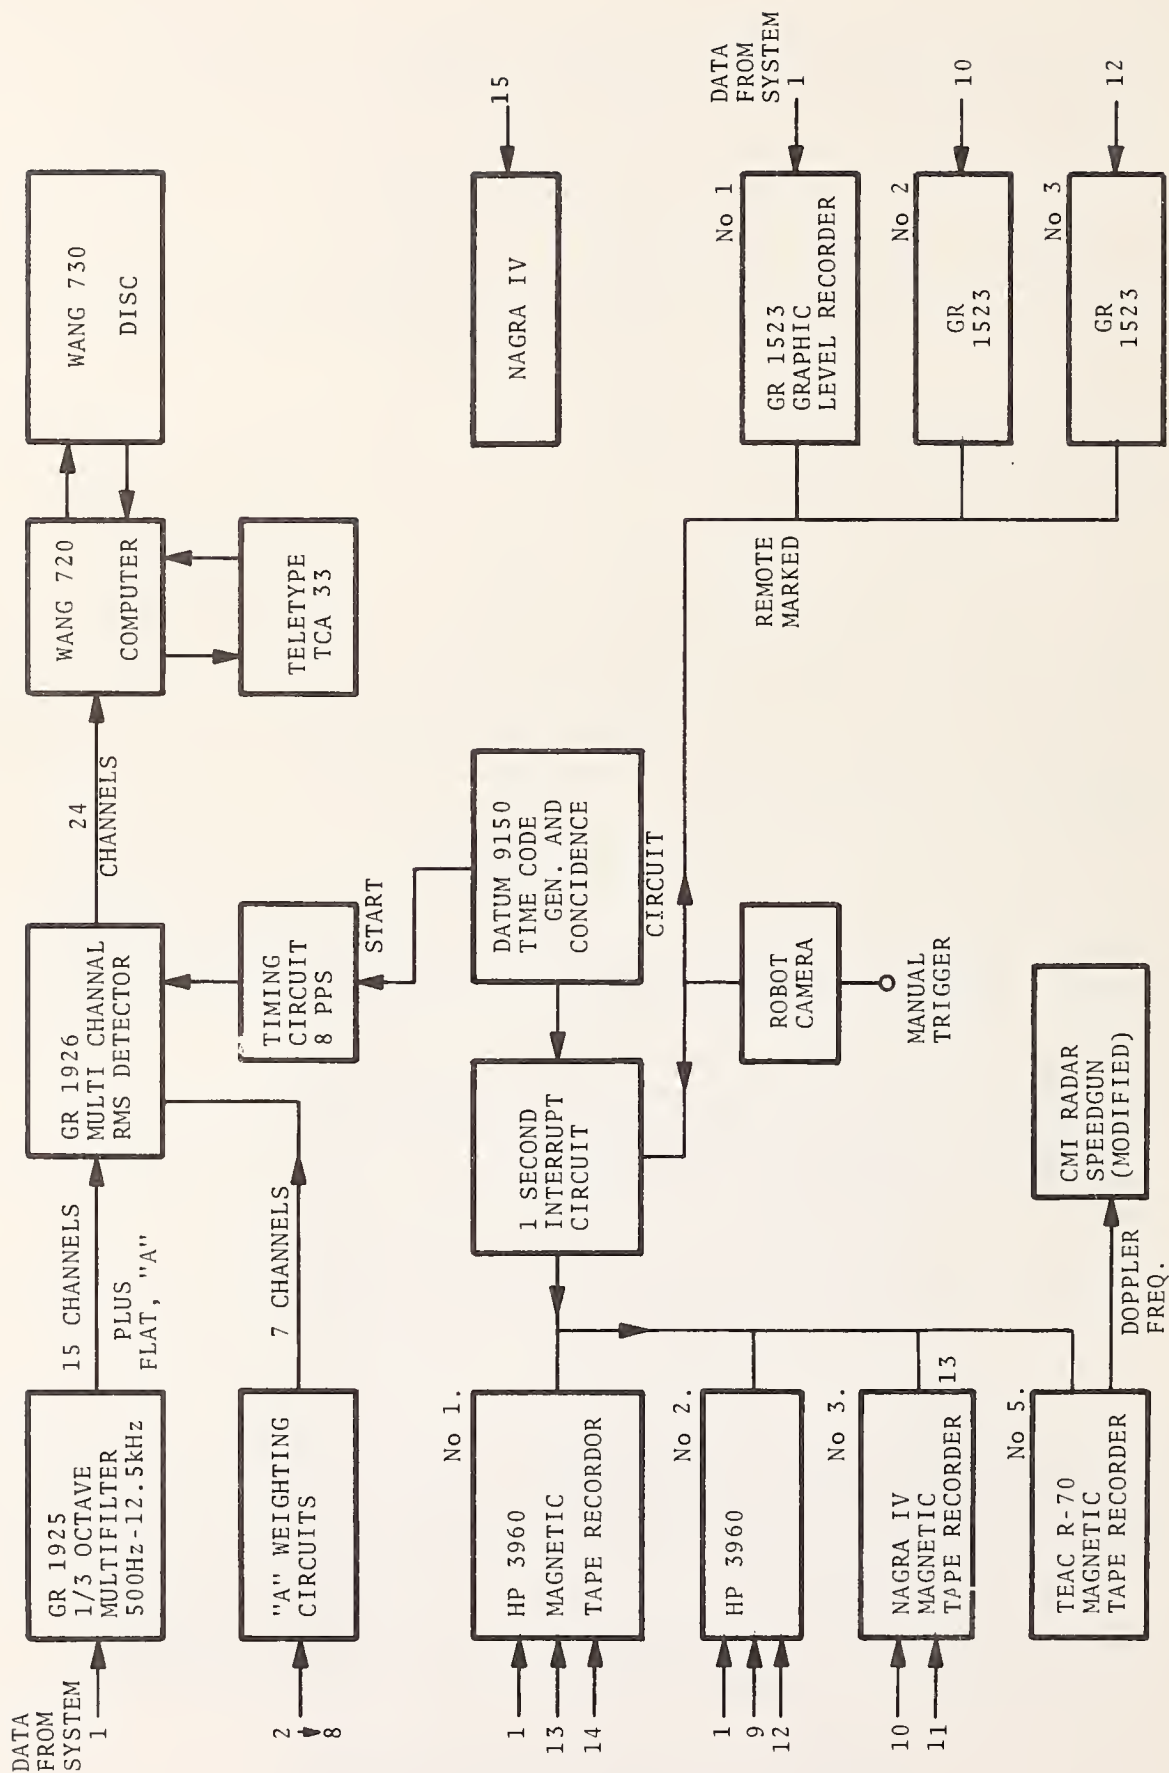 DATA
FROM
SYSTEM
1
GR 1925
1/3 OCTAVE
MULTIFILTER
500Hz-12.5kHz
15 CHANNELS
PLUS
FLAT, "A"
GR 1926
MULTI CHANNAL
RMS DETECTOR
24
CHANNELS
WANG 720
COMPUTER
WANG 730
DISC
2
8
"A" WEIGHTING
CIRCUITS
7 CHANNELS
TIMING
CIRCUIT
8 PPS
START
TELETYPE
TCA 33
No 1.
1
13
14
HP 3960
MAGNETIC
TAPE RECORDOR
1 SECOND
INTERRUPT
CIRCUIT
DATUM 9150
TIME CODE
GEN. AND
CONCIDENCE
CIRCUIT
NAGRA IV
15
No 2.
1
9
12
HP 3960
ROBOT
CAMERA
MANUAL
TRIGGER
REMOTE
MARKED
No 1
GR 1523
GRAPHIC
LEVEL RECORDER
DATA
FROM
SYSTEM
1
No 3.
10
11
NAGRA IV
MAGNETIC
TAPE RECORDER
13
No 2
GR
1523
10
No 5.
TEAC R-70
MAGNETIC
TAPE RECORDER
DOPPLER
FREQ.
CMI RADAR
SPEEDGUN
(MODIFIED)
No 3
GR
1523
12